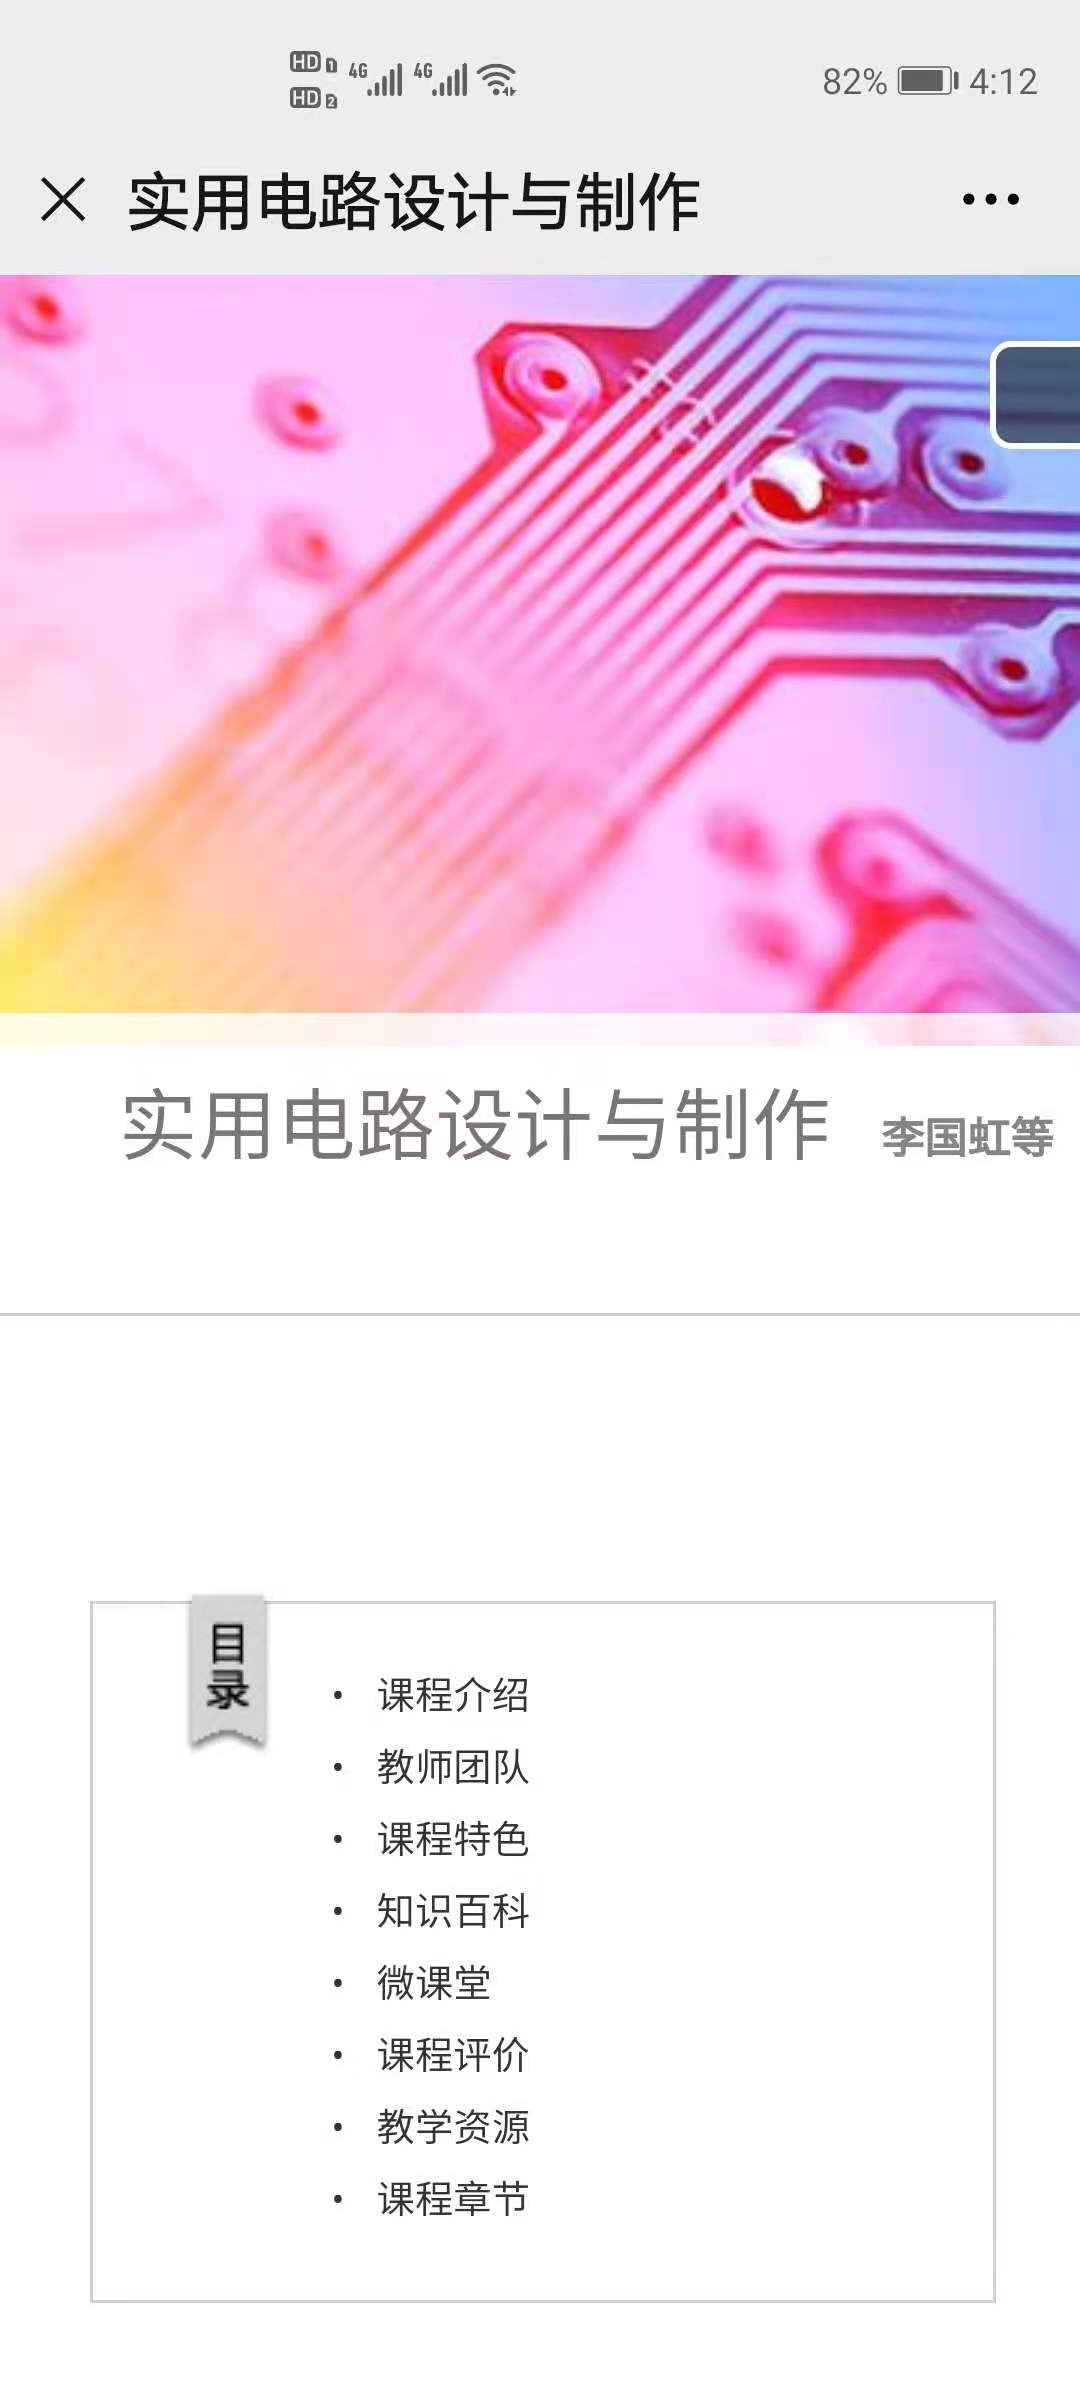 HD 1 4G 4G
HD 2
82% 4:12
实用电路设计与制作
实用电路设计与制作 李国虹等
目录
课程介绍
教师团队
课程特色
知识百科
微课堂
课程评价
教学资源
课程章节